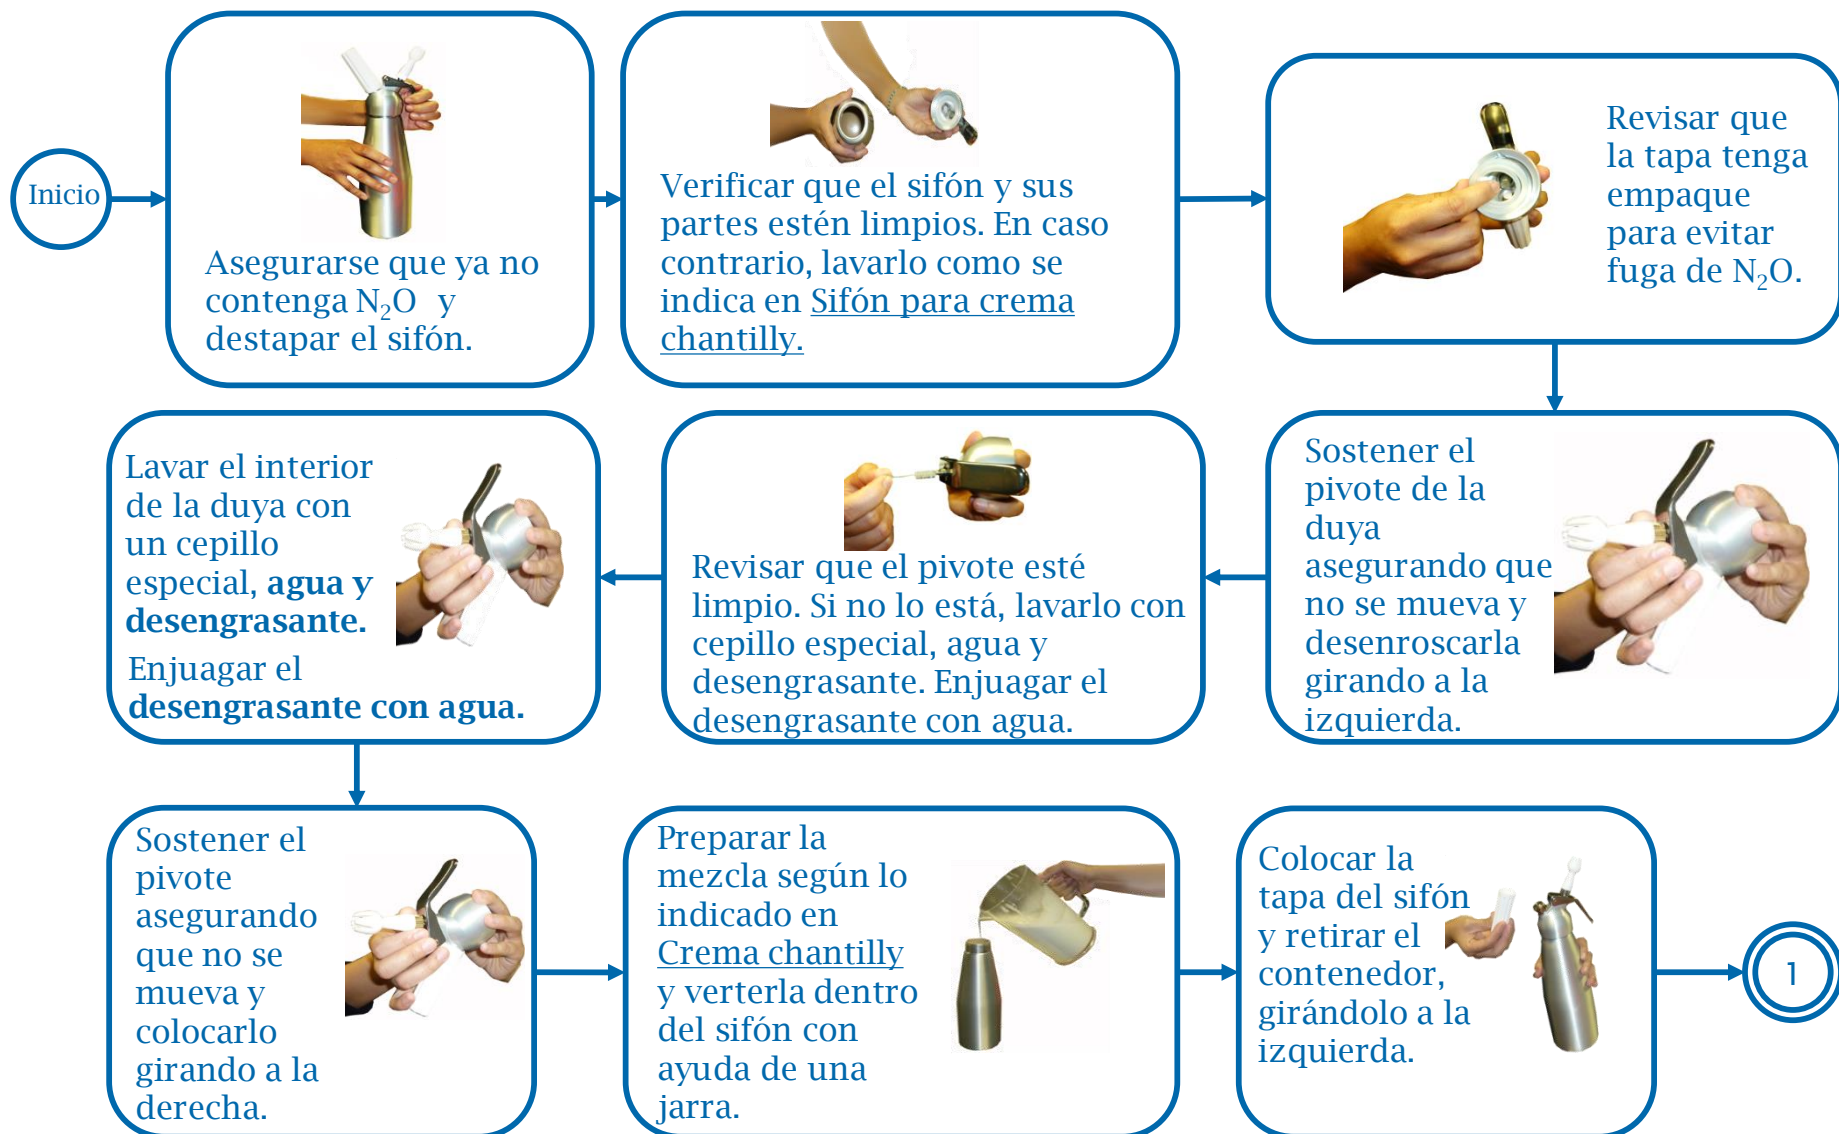 Inicio
Asegurarse que ya no
contenga N₂O y
destapar el sifón.
Verificar que el sifón y sus
partes estén limpios. En caso
contrario, lavarlo como se
indica en Sifón para crema
chantilly.
Revisar que
la tapa tenga
empaque
para evitar
fuga de N₂O.
Sostener el
pivote de la
duya
asegurando que
no se mueva y
desenroscarla
girando a la
izquierda.
Revisar que el pivote esté
limpio. Si no lo está, lavarlo con
cepillo especial, agua y
desengrasante. Enjuagar el
desengrasante con agua.
Lavar el interior
de la duya con
un cepillo
especial, agua y
desengrasante.
Enjuagar el
desengrasante con agua.
Sostener el
pivote
asegurando
que no se
mueva y
colocarlo
girando a la
derecha.
Preparar la
mezcla según lo
indicado en
Crema chantilly
y verterla dentro
del sifón con
ayuda de una
jarra.
Colocar la
tapa del sifón
y retirar el
contenedor,
girándolo a la
izquierda.
1